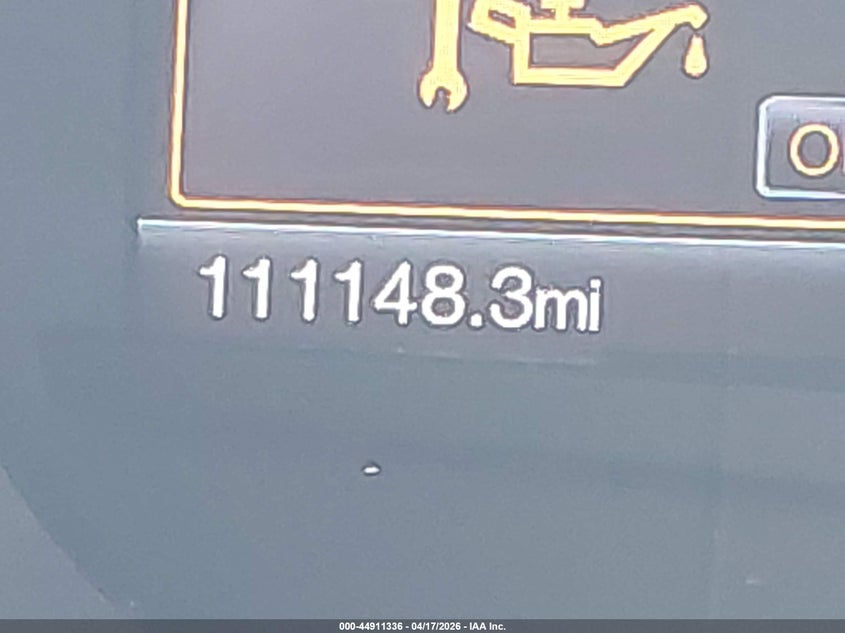 111148.3mi
000-44911336 - 04/17/2026 - IAA Inc.